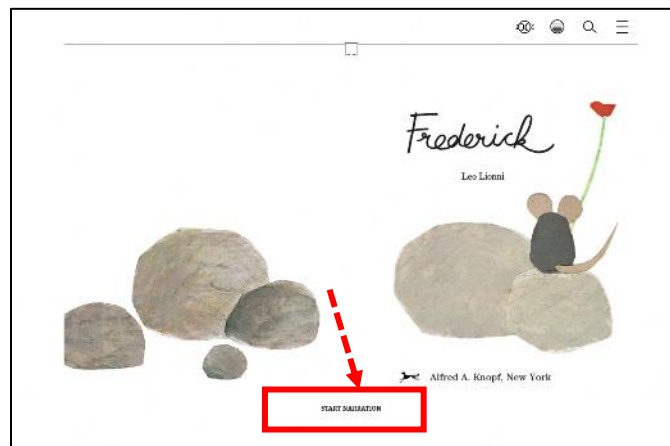 Frederick
Leo Lionni
Alfred A. Knopf, New York
START NARRATION